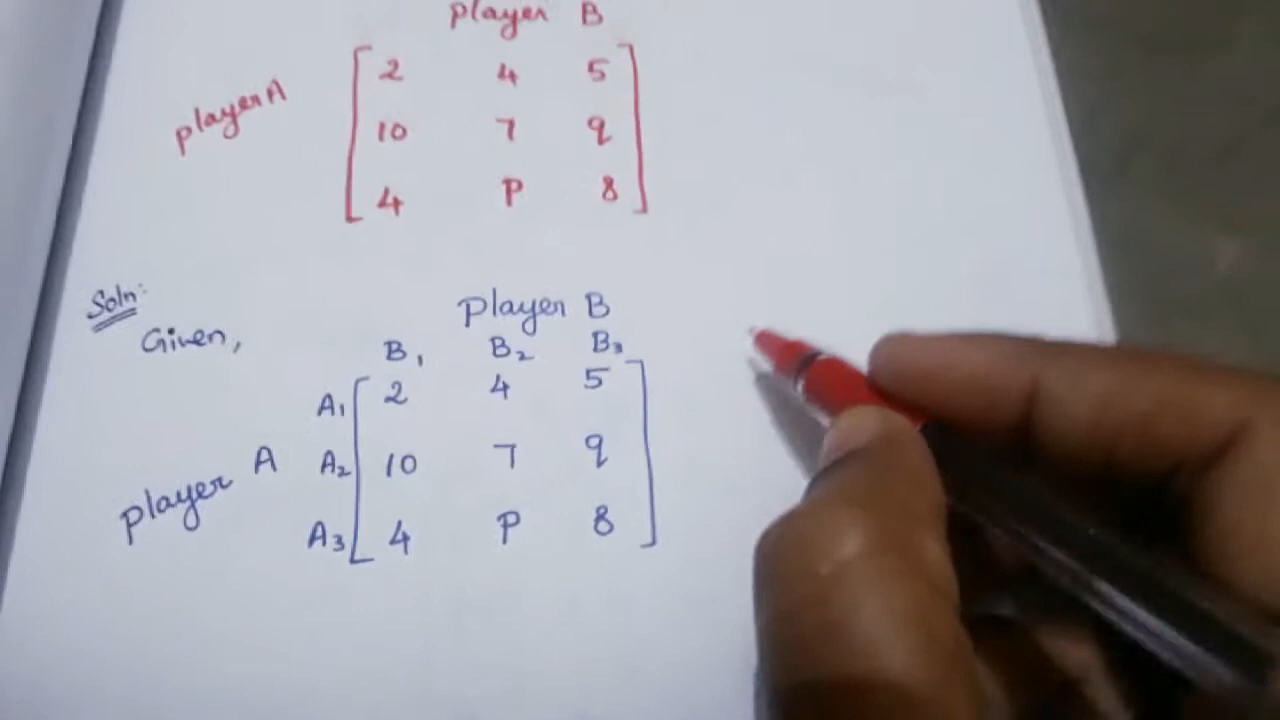 Player B
Player A
2 4 5
10 7 q
4 P 8
Soln:
Given,
Player B
B1 B2 B3
A1 2 4 5
Player A A2 10 7 q
A3 4 P 8